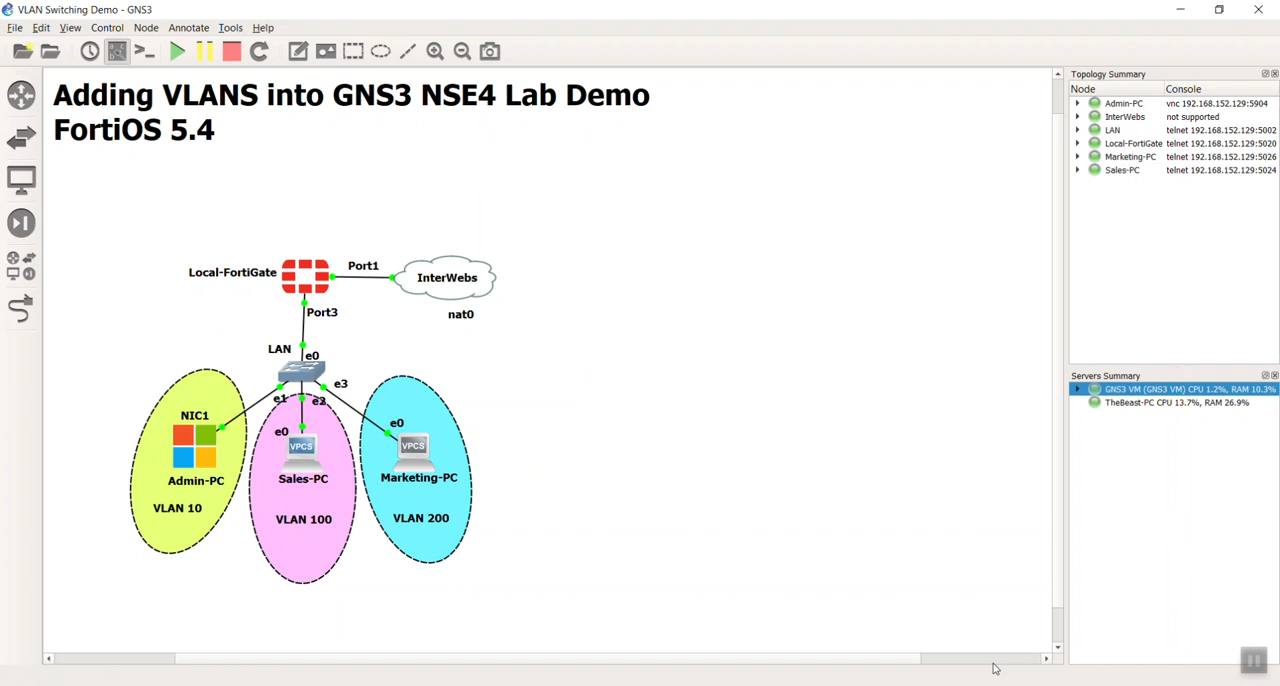 VLAN Switching Demo - GNS3
File Edit View Control Node Annotate Tools Help
Adding VLANS into GNS3 NSE4 Lab Demo
FortiOS 5.4
Local-FortiGate
Port1
InterWebs
nat0
Port3
LAN
e0
e1
e2
e3
NIC1
Admin-PC
VLAN 10
e0
VPCS
Sales-PC
VLAN 100
e0
VPCS
Marketing-PC
VLAN 200
Topology Summary
Node Console
Admin-PC vnc 192.168.152.129:5904
InterWebs not supported
LAN telnet 192.168.152.129:5002
Local-FortiGate telnet 192.168.152.129:5020
Marketing-PC telnet 192.168.152.129:5026
Sales-PC telnet 192.168.152.129:5024
Servers Summary
GNS3 VM (GNS3 VM) CPU 1.2%, RAM 10.3%
TheBeast-PC CPU 13.7%, RAM 26.9%